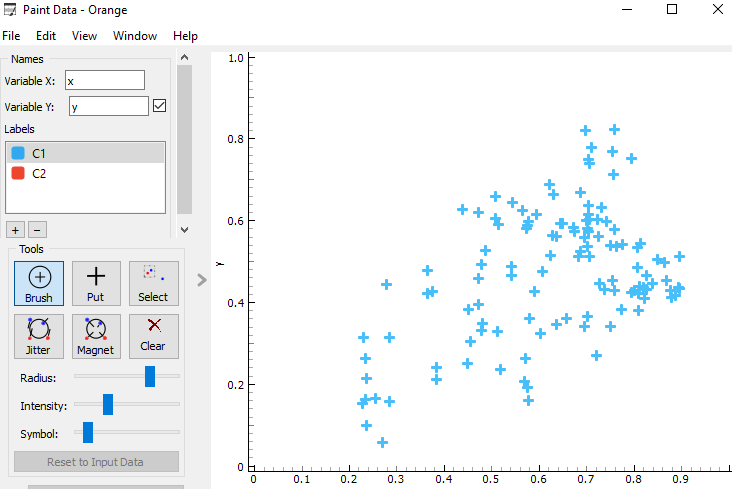 Paint Data - Orange
File Edit View Window Help
Names
Variable X: x
Variable Y: y
Labels
C1
C2
+ −
Tools
Brush Put Select
Jitter Magnet Clear
Radius:
Intensity:
Symbol:
Reset to Input Data
1.0
0.8
0.6
y
0.4
0.2
0
0 0.1 0.2 0.3 0.4 0.5 0.6 0.7 0.8 0.9